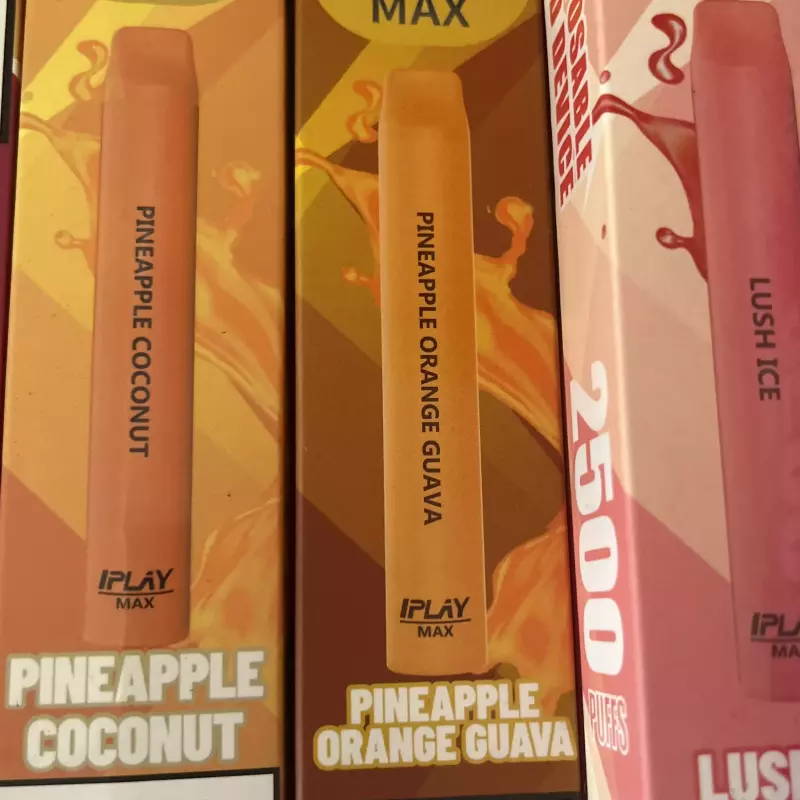 PINEAPPLE COCONUT
IPLAY
MAX
PINEAPPLE
COCONUT
MAX
PINEAPPLE ORANGE GUAVA
IPLAY
MAX
PINEAPPLE
ORANGE GUAVA
DEVICE
2500
PUFFS
LUSH ICE